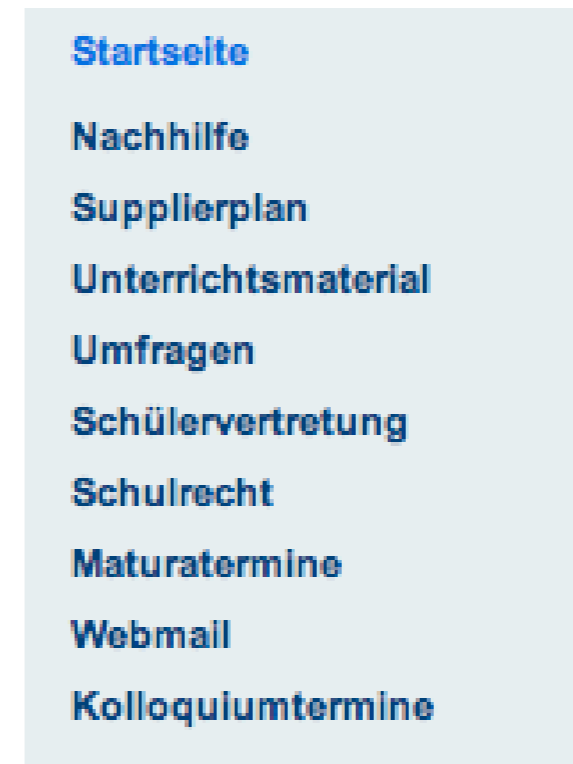 Startseite
Nachhilfe
Supplierplan
Unterrichtsmaterial
Umfragen
Schülervertretung
Schulrecht
Maturatermine
Webmail
Kolloquiumtermine